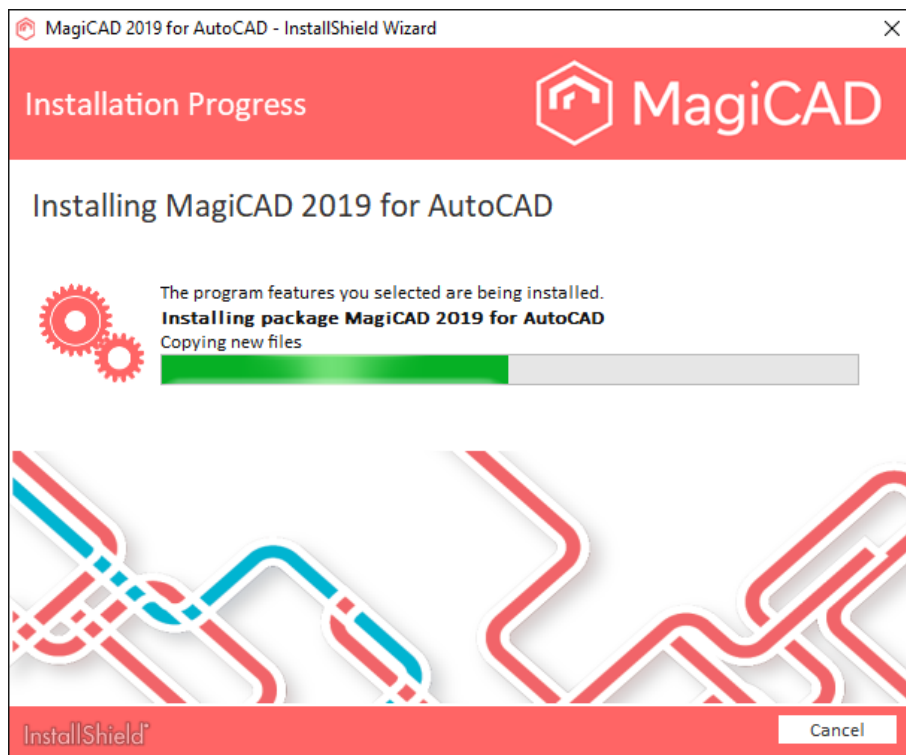 MagiCAD 2019 for AutoCAD - InstallShield Wizard
Installation Progress
MagiCAD
Installing MagiCAD 2019 for AutoCAD
The program features you selected are being installed.
Installing package MagiCAD 2019 for AutoCAD
Copying new files
InstallShield
Cancel